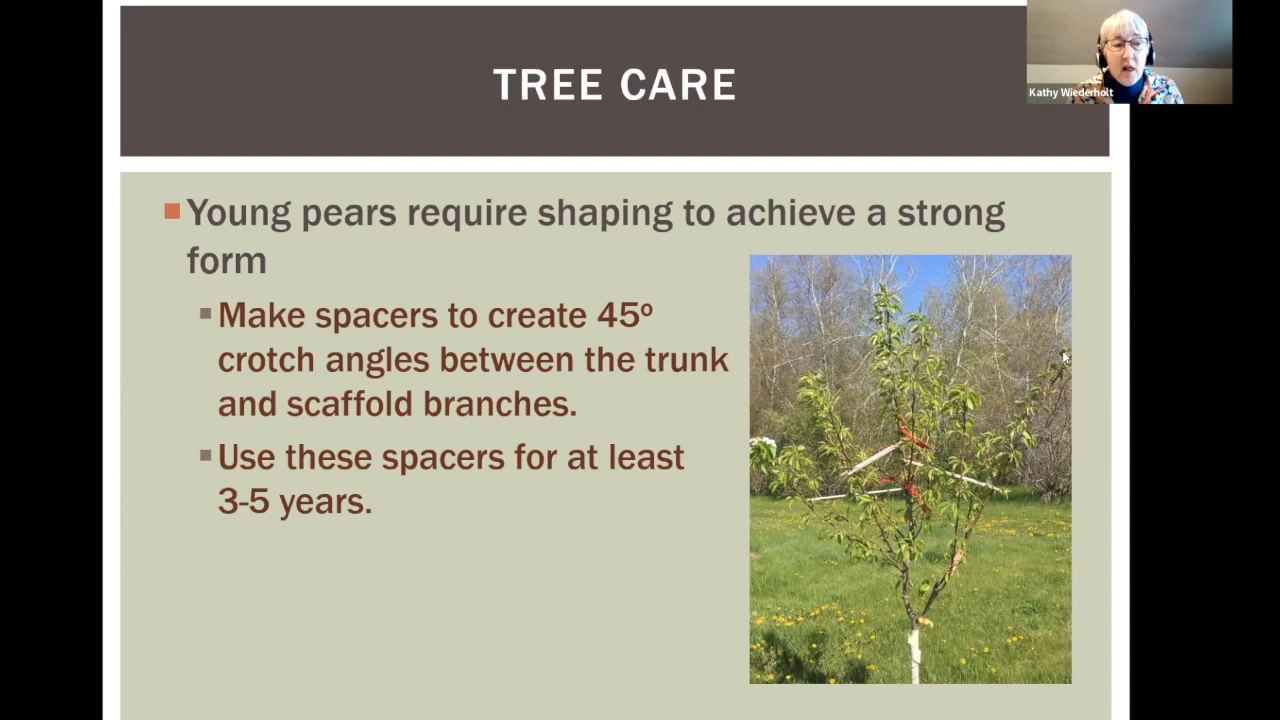 TREE CARE
Kathy Wiederholt
Young pears require shaping to achieve a strong
form
Make spacers to create 45º
crotch angles between the trunk
and scaffold branches.
Use these spacers for at least
3-5 years.